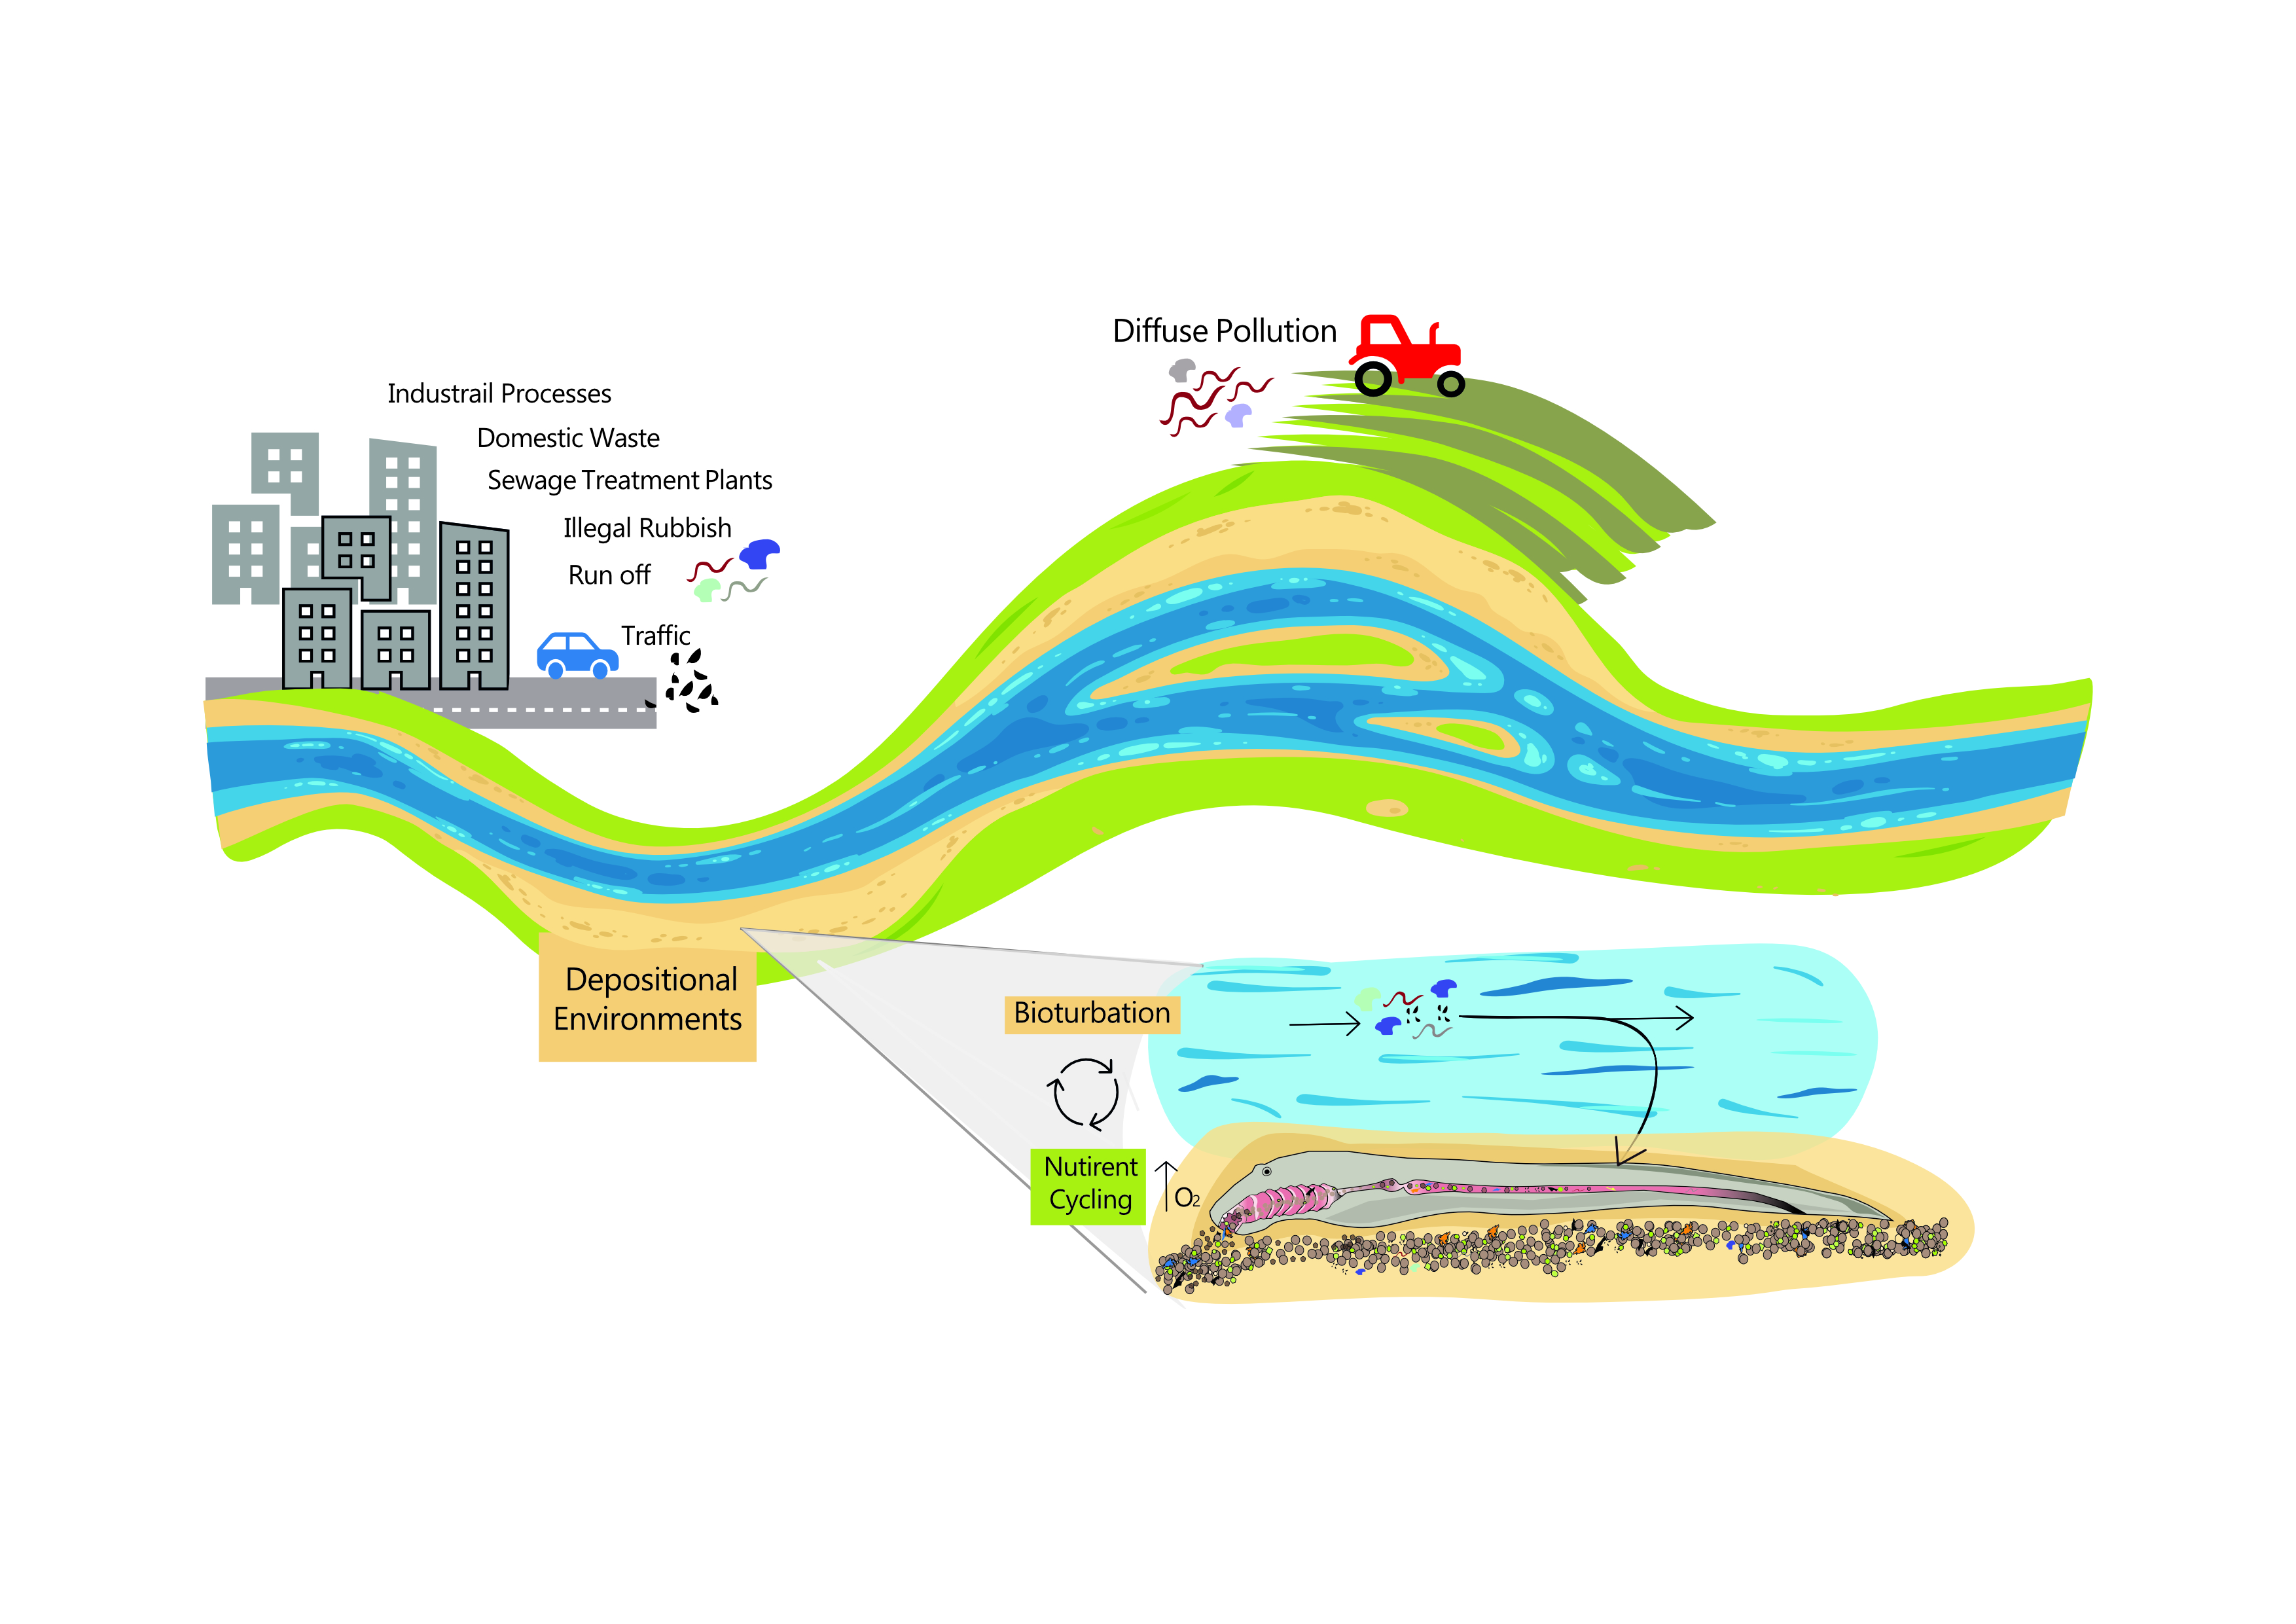 Diffuse Pollution
Industrail Processes
Domestic Waste
Sewage Treatment Plants
Illegal Rubbish
Run off
Traffic
Depositional
Environments
Bioturbation
Nutirent
Cycling
O2